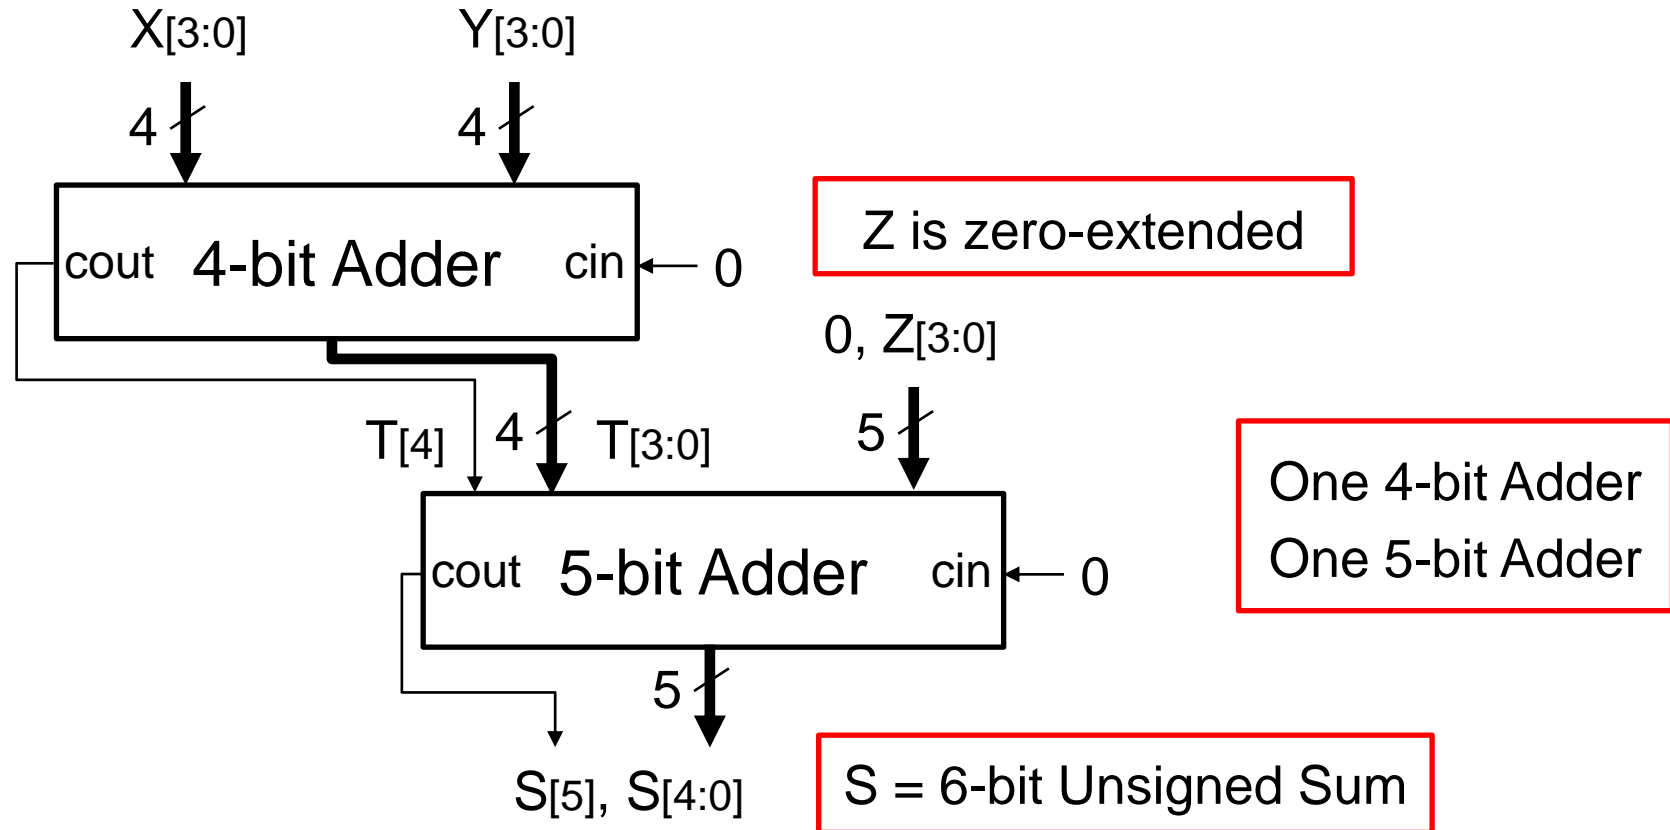 X[3:0] Y[3:0]
4 4
cout 4-bit Adder cin 0
Z is zero-extended
0, Z[3:0]
T[4] 4 T[3:0] 5
cout 5-bit Adder cin 0
One 4-bit Adder
One 5-bit Adder
5
S[5], S[4:0]
S = 6-bit Unsigned Sum